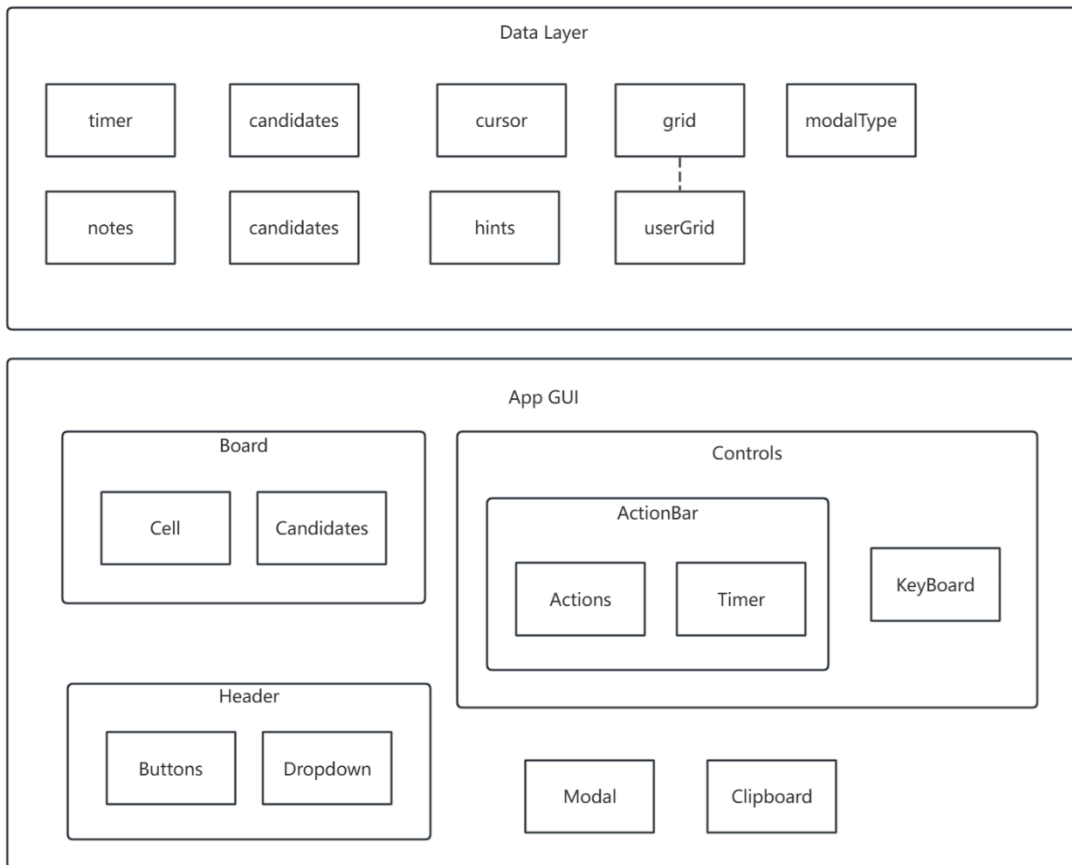 Data Layer
timer
candidates
cursor
grid
modalType
notes
candidates
hints
userGrid
App GUI
Board
Cell
Candidates
Controls
ActionBar
Actions
Timer
KeyBoard
Header
Buttons
Dropdown
Modal
Clipboard